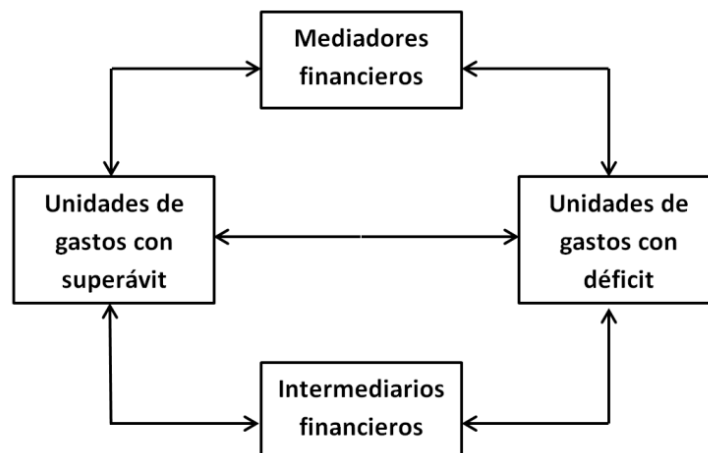 Mediadores
financieros
Unidades de
gastos con
superávit
Unidades de
gastos con
déficit
Intermediarios
financieros